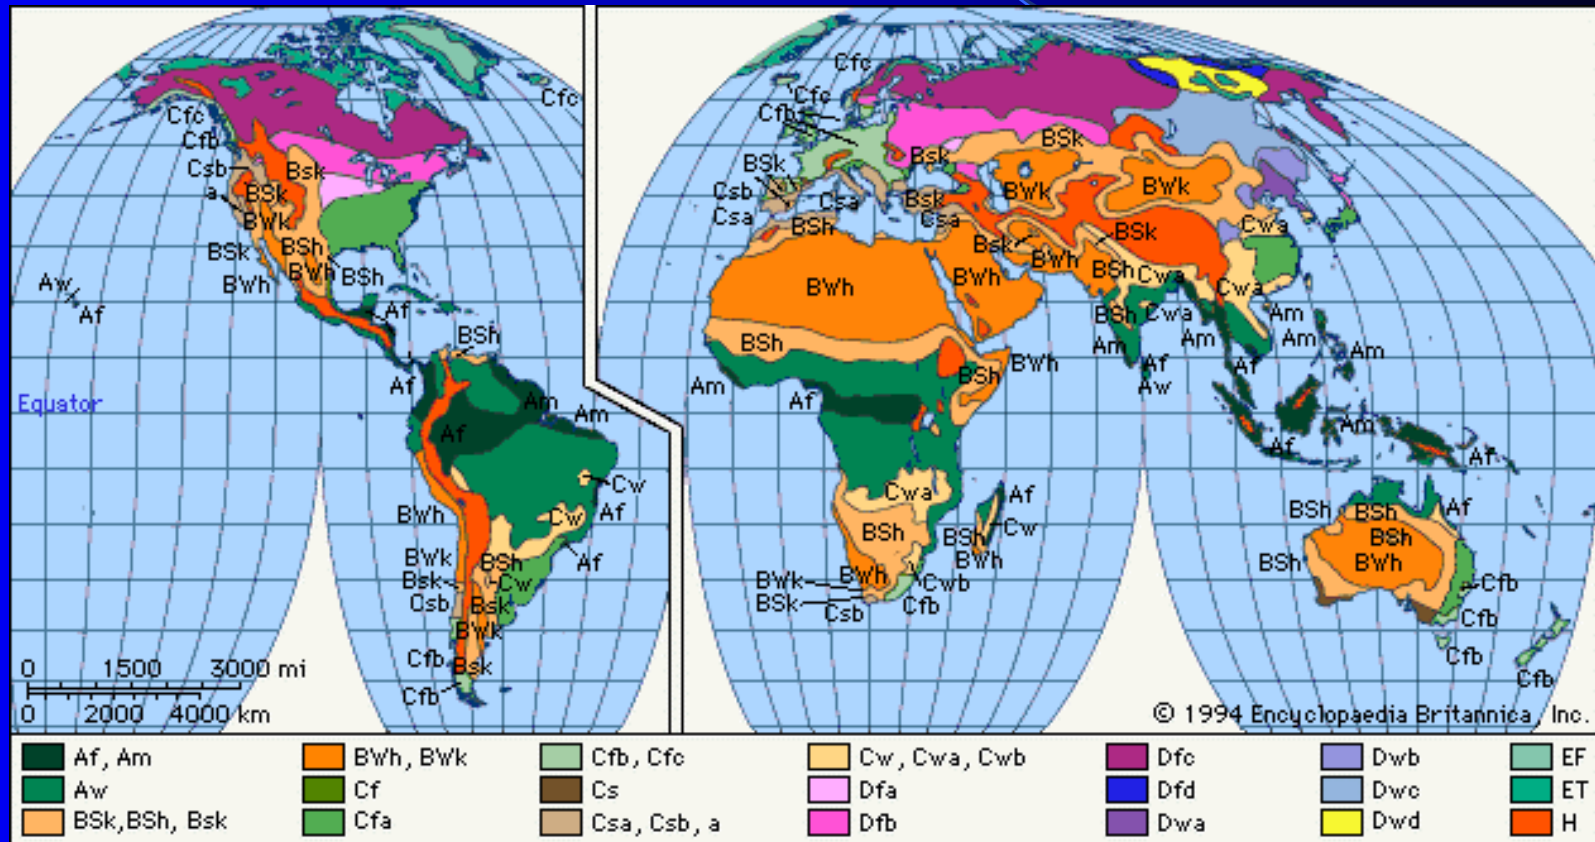 Cfc
Cfc
Cfb
Csb
a
Bsk
BSk
BWk
BSk
BSh
BWh
BWh
BSh
Aw
Af
Af
BSh
Af
Am
Am
Af
Cw
BWh
Cw
Af
Af
BWk
BSh
Bsk
Cw
Csb
Bsk
BWk
Cfb
Bsk
Cfb
Equator
0 1500 3000 mi
0 2000 4000 km
Cfc
Cfc
Cfb
BSk
Csb
Csa
Csa
Bsk
Bsk
Csa
BSk
BWk
BWk
BSh
Bsk
BWh
BSk
Cwa
BWh
BWh
BSh
Cwa
Cwa
BSh
BSh
Cwa
Am
Am
Am
Am
Am
Af
Aw
Af
BWh
BSh
Am
Af
Am
Af
Af
Cwa
Af
Cw
BSh
BSh
BWh
BWh
BWk
BSk
Csb
Cwb
Cfb
BSh
BSh
Af
BSh
BSh
BWh
Cfb
Cfb
Cfb
Cfb
© 1994 Encyclopaedia Britannica, Inc.
Af, Am
Aw
BSk,BSh, Bsk
BWh, BWk
Cf
Cfa
Cfb, Cfc
Cs
Csa, Csb, a
Cw, Cwa, Cwb
Dfa
Dfb
Dfc
Dfd
Dwa
Dwb
Dwc
Dwd
EF
ET
H